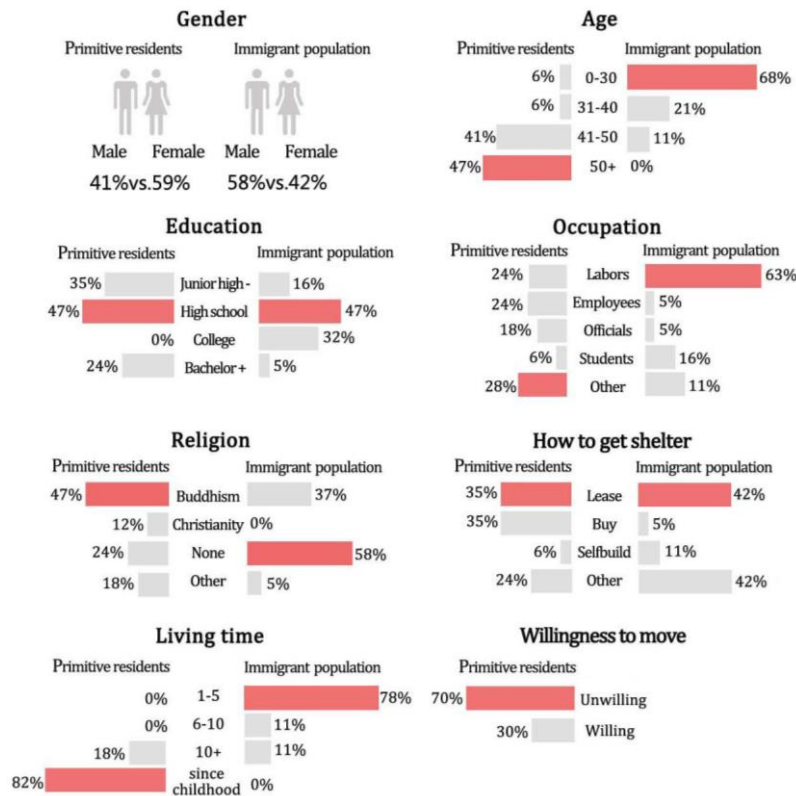 Gender
Primitive residents Immigrant population
Male Female Male Female
41%vs.59% 58%vs.42%
Age
Primitive residents Immigrant population
6% 0-30 68%
6% 31-40 21%
41% 41-50 11%
47% 50+ 0%
Education
Primitive residents Immigrant population
35% Junior high - 16%
47% High school 47%
0% College 32%
24% Bachelor + 5%
Occupation
Primitive residents Immigrant population
24% Labors 63%
24% Employees 5%
18% Officials 5%
6% Students 16%
28% Other 11%
Religion
Primitive residents Immigrant population
47% Buddhism 37%
12% Christianity 0%
24% None 58%
18% Other 5%
How to get shelter
Primitive residents Immigrant population
35% Lease 42%
35% Buy 5%
6% Selfbuild 11%
24% Other 42%
Living time
Primitive residents Immigrant population
0% 1-5 78%
0% 6-10 11%
18% 10+ 11%
82% since childhood 0%
Willingness to move
Primitive residents
70% Unwilling
30% Willing